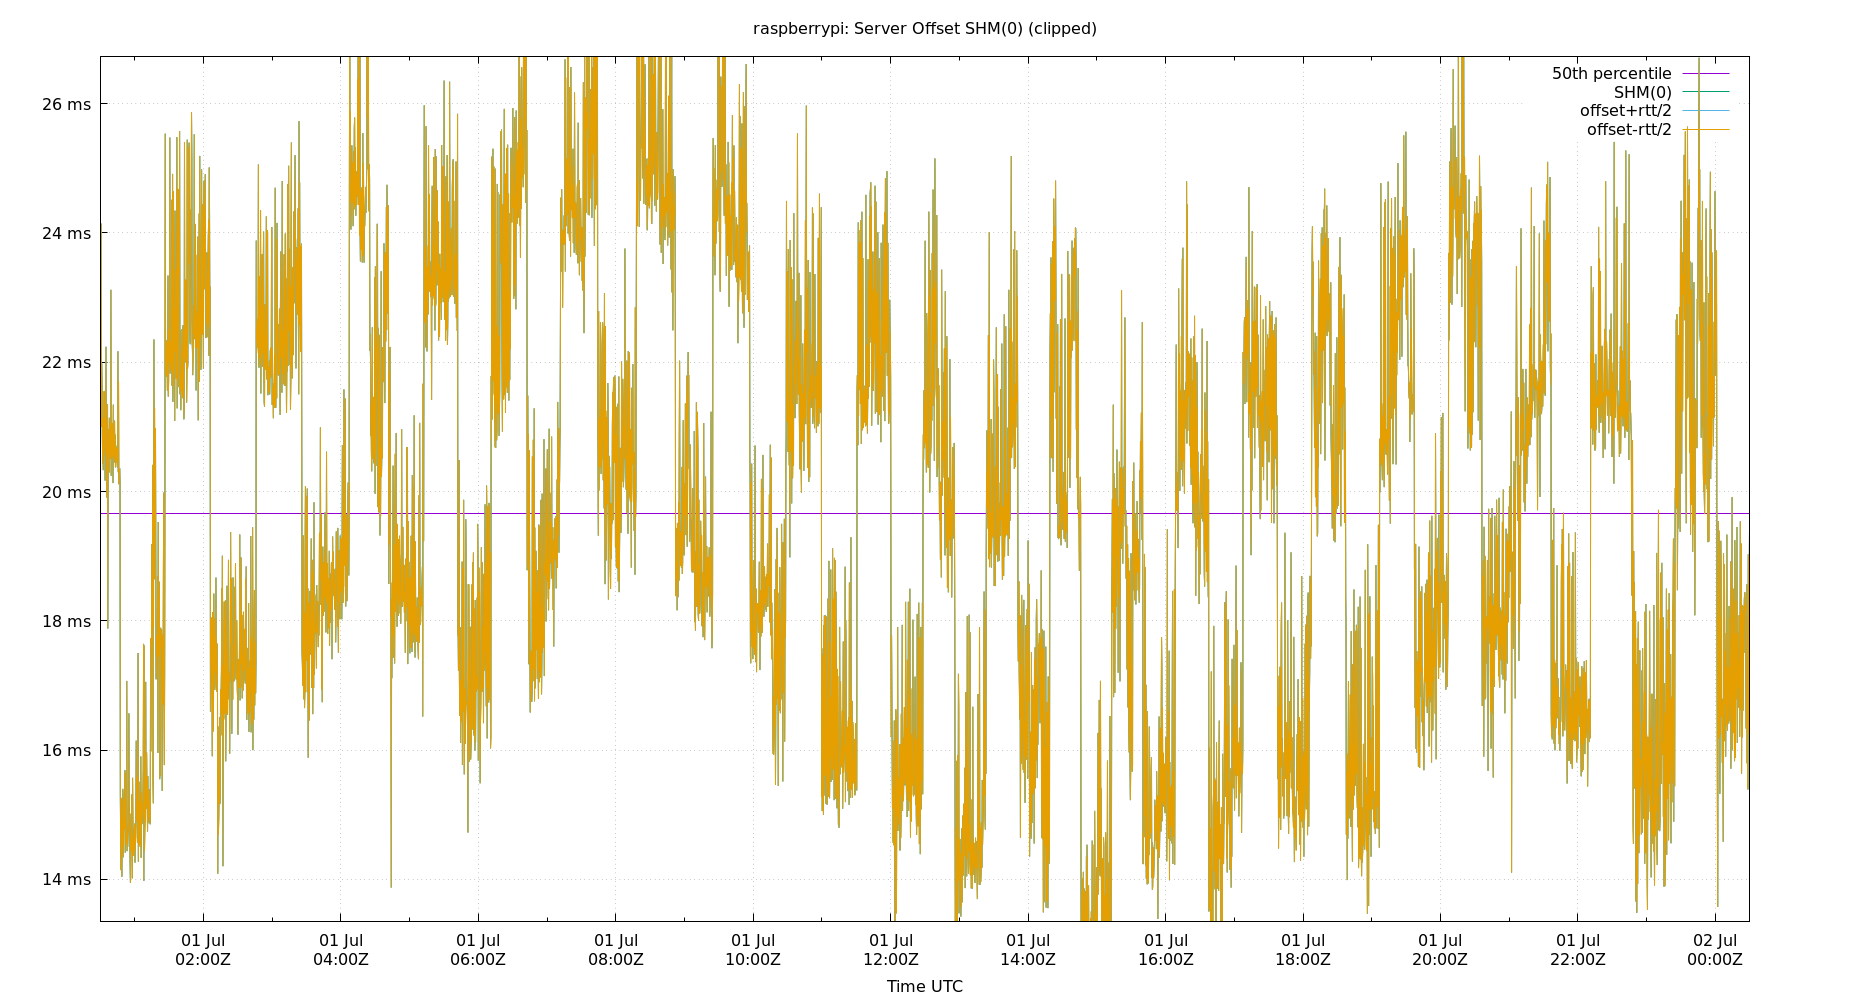 raspberrypi: Server Offset SHM(0) (clipped)
50th percentile
SHM(0)
offset+rtt/2
offset-rtt/2
26 ms
24 ms
22 ms
20 ms
18 ms
16 ms
14 ms
01 Jul 01 Jul 01 Jul 01 Jul 01 Jul 01 Jul 01 Jul 01 Jul 01 Jul 01 Jul 01 Jul 02 Jul
02:00Z 04:00Z 06:00Z 08:00Z 10:00Z 12:00Z 14:00Z 16:00Z 18:00Z 20:00Z 22:00Z 00:00Z
Time UTC